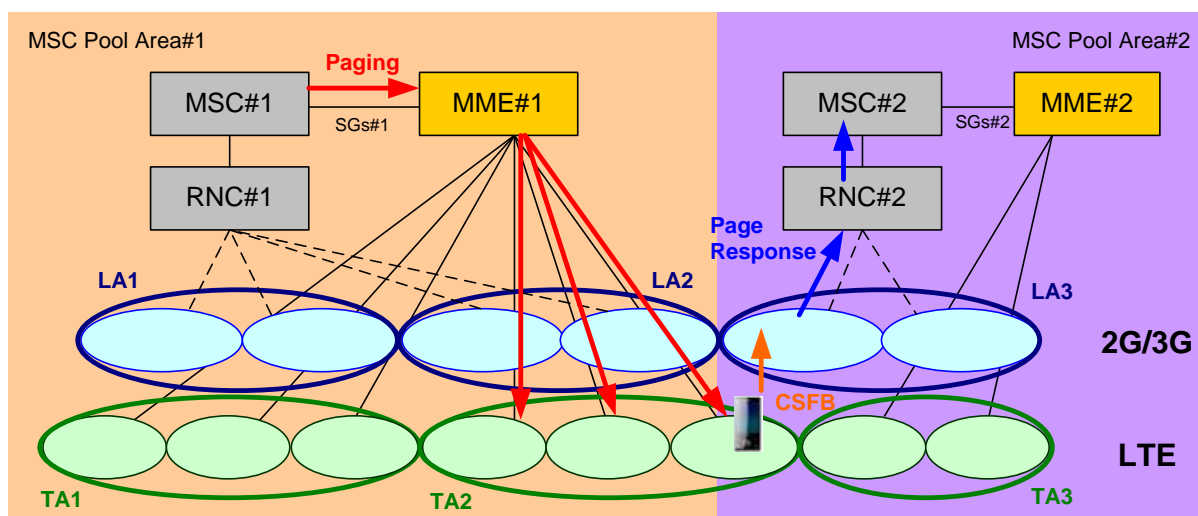 MSC Pool Area#1
MSC Pool Area#2
Paging
MSC#1
MME#1
MSC#2
MME#2
SGs#1
SGs#2
RNC#1
RNC#2
Page
Response
LA1
LA2
LA3
2G/3G
CSFB
LTE
TA1
TA2
TA3